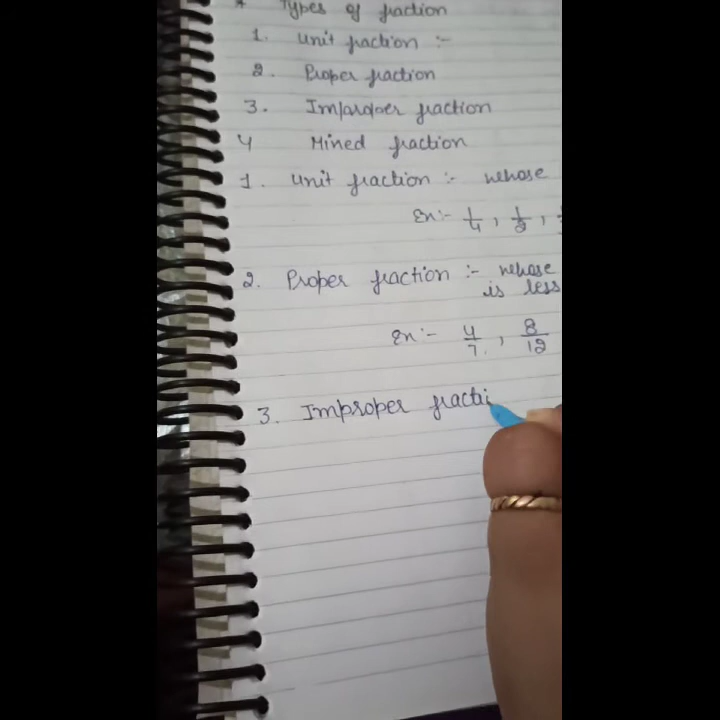 * Types of fraction
1. Unit fraction :-
2. Proper fraction
3. Improper fraction
4 Mixed fraction
1. Unit fraction :- whose
Ex:- 1/4, 1/2,
2. Proper fraction :- whose
is less
Ex:- 4/7, 8/12
3. Improper fracti